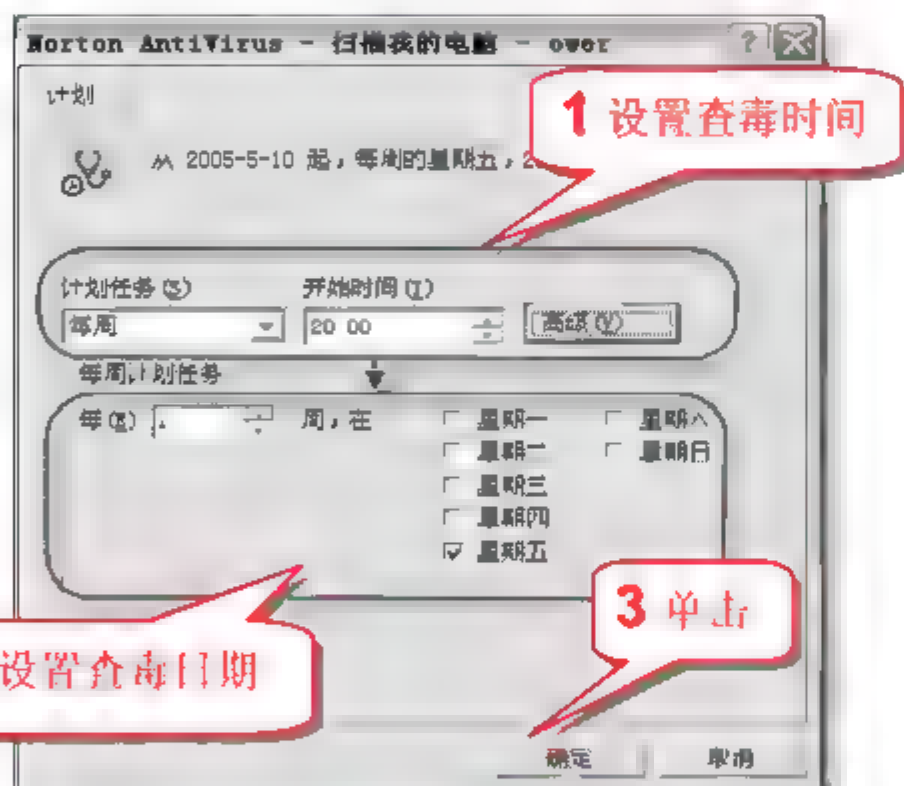 Norton AntiVirus - 扫描我的电脑 - ower
计划
1 设置查毒时间
从 2005-5-10 起，每周的星期五，2
计划任务(S) 开始时间(T)
每周 20 00 高级(V)
每周计划任务
每(E) 周，在 星期一 星期六
星期二 星期日
星期三
星期四
星期五
3 单击
设置查毒日期
确定 取消